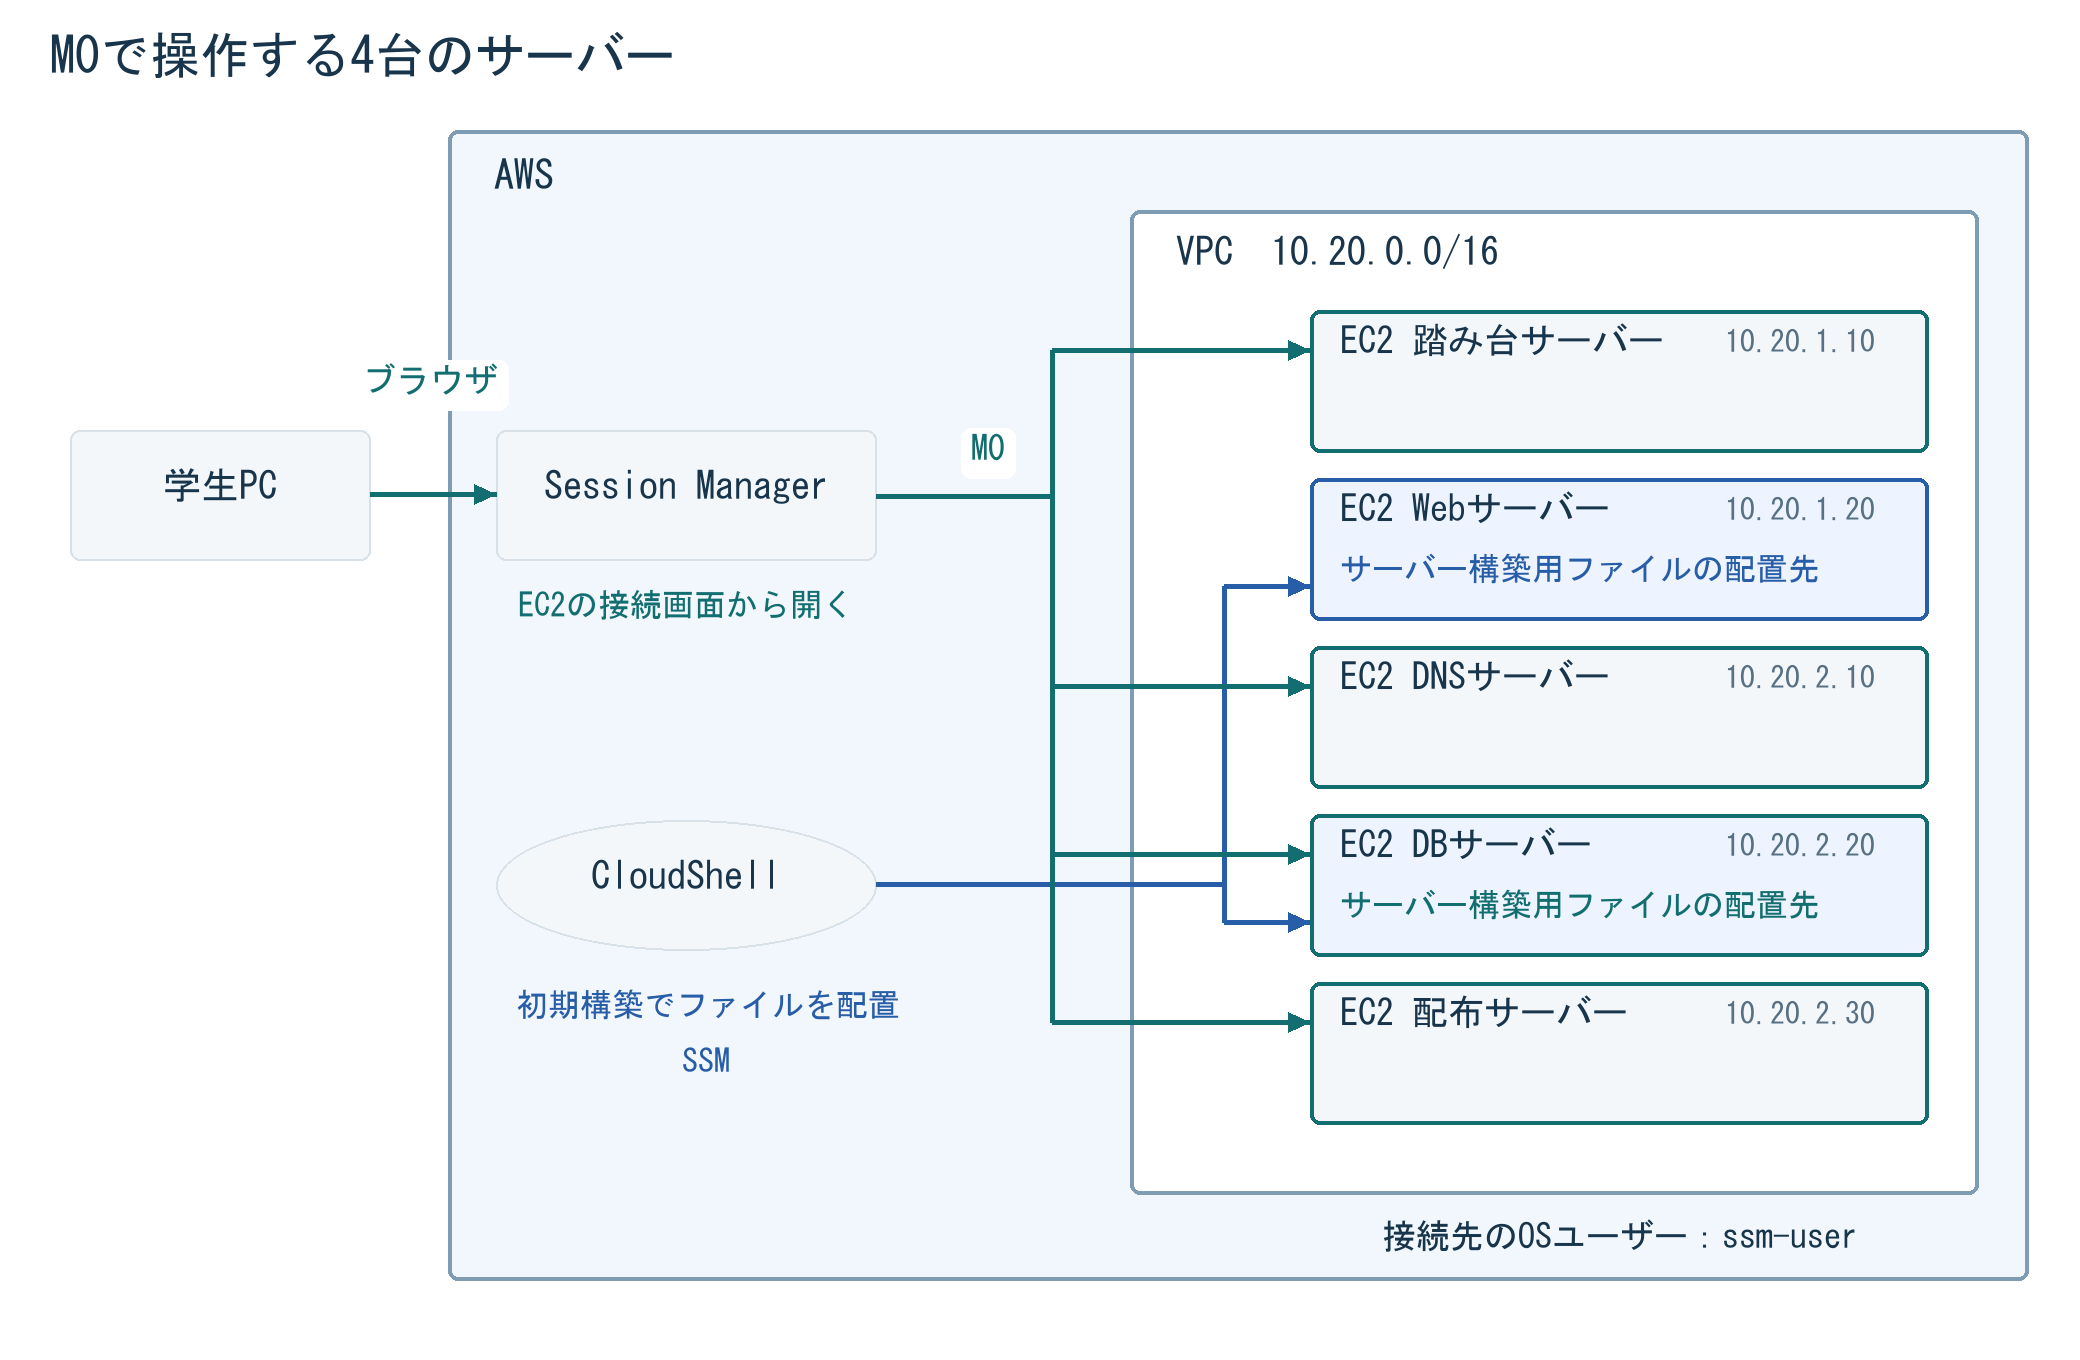 MOで操作する4台のサーバー
AWS
VPC 10.20.0.0/16
EC2 踏み台サーバー 10.20.1.10
ブラウザ
MO
学生PC
Session Manager
EC2の接続画面から開く
EC2 Webサーバー 10.20.1.20
サーバー構築用ファイルの配置先
EC2 DNSサーバー 10.20.2.10
CloudShell
初期構築でファイルを配置
SSM
EC2 DBサーバー 10.20.2.20
サーバー構築用ファイルの配置先
EC2 配布サーバー 10.20.2.30
接続先のOSユーザー：ssm-user